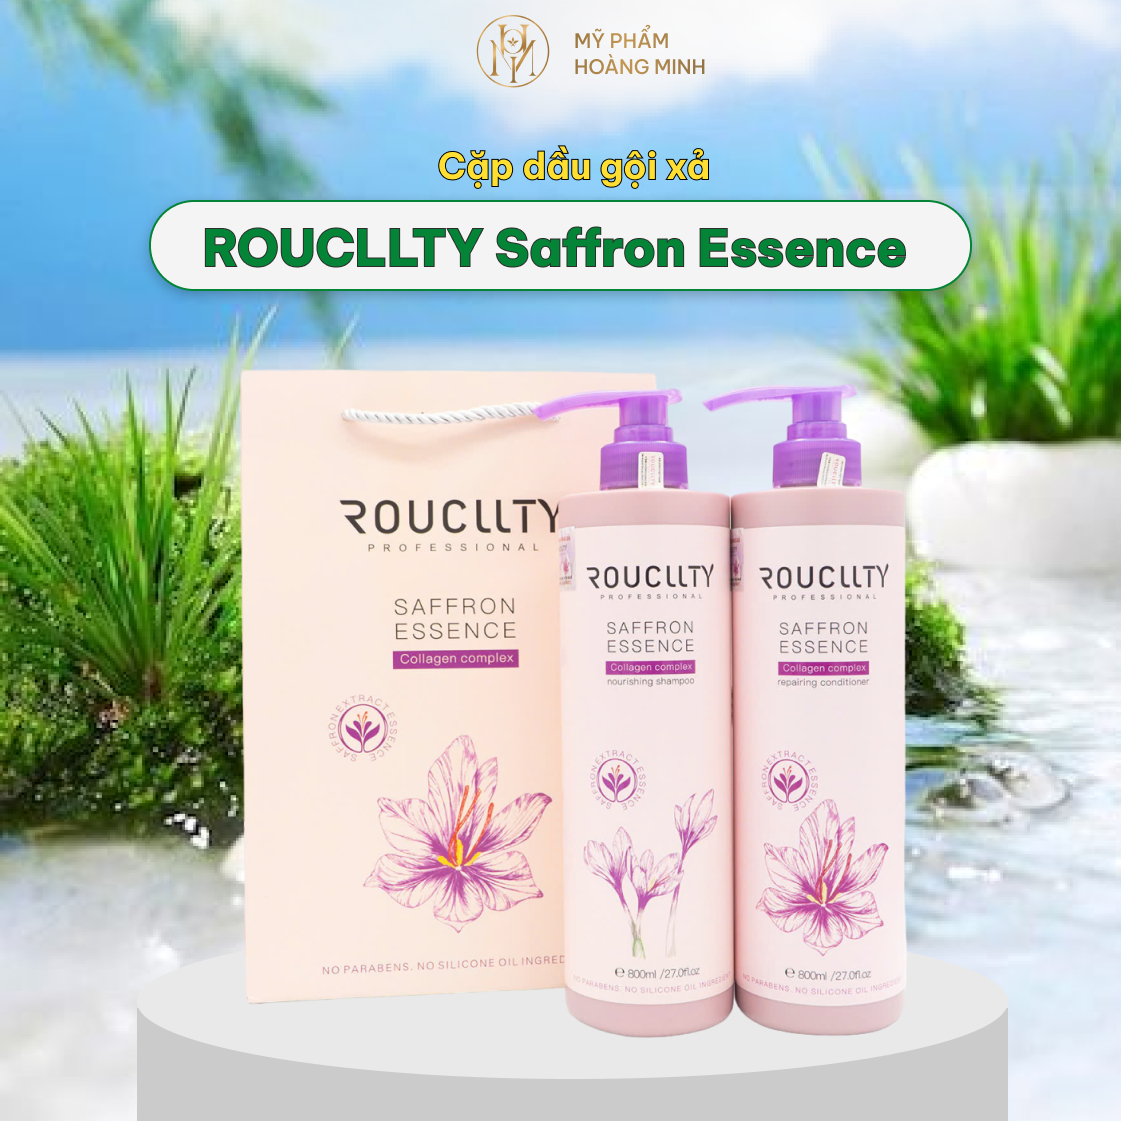 MỸ PHẨM
HOÀNG MINH
Cặp dầu gội xả
ROUCLLTY Saffron Essence
ROUCLLTY
PROFESSIONAL
SAFFRON
ESSENCE
Collagen complex
SAFFRON EXTRACT ESSENCE
NO PARABENS. NO SILICONE OIL INGRED
ROUCLLTY
PROFESSIONAL
SAFFRON
ESSENCE
Collagen complex
nourishing shampoo
SAFFRON EXTRACT ESSENCE
℮ 800ml /27.0fl.oz
NO PARABENS. NO SILICONE OIL INGREDIEN
ROUCLLTY
PROFESSIONAL
SAFFRON
ESSENCE
Collagen complex
repairing conditioner
SAFFRON EXTRACT ESSENCE
℮ 800ml /27.0fl.oz
NO PARABENS. NO SILICONE OIL INGREDIEN